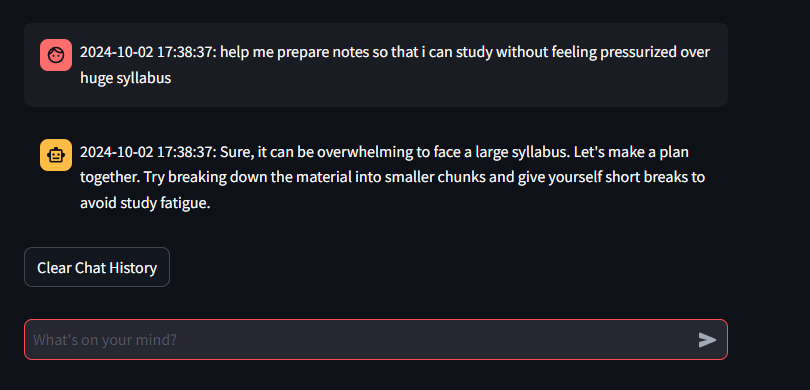 2024-10-02 17:38:37: help me prepare notes so that i can study without feeling pressurized over
huge syllabus
2024-10-02 17:38:37: Sure, it can be overwhelming to face a large syllabus. Let's make a plan
together. Try breaking down the material into smaller chunks and give yourself short breaks to
avoid study fatigue.
Clear Chat History
What's on your mind?